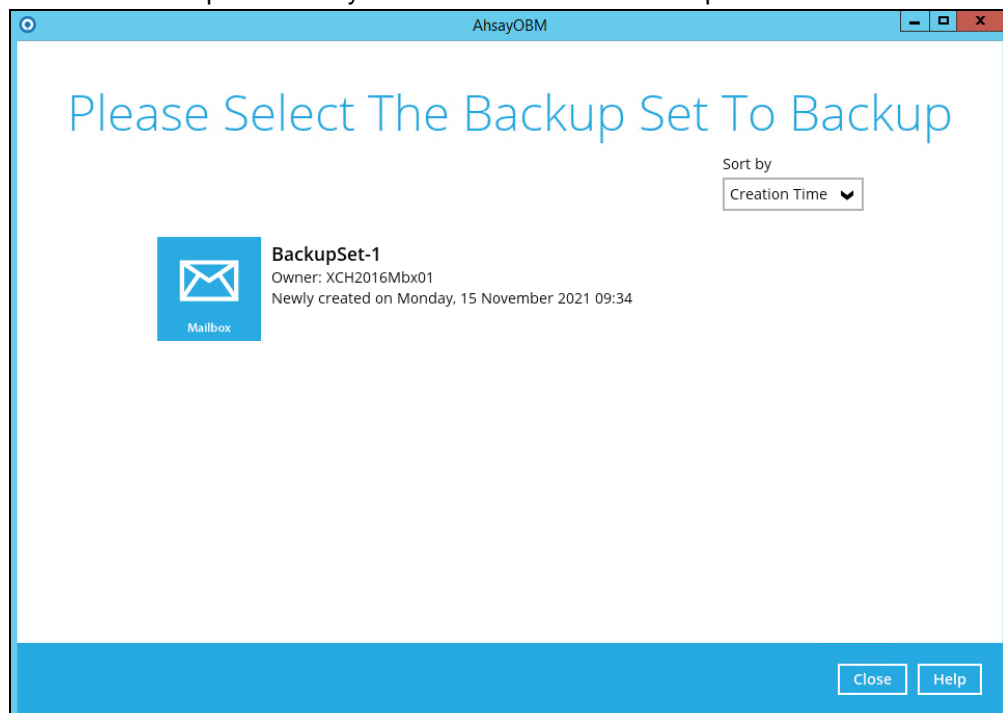 AhsayOBM
Please Select The Backup Set To Backup
Sort by
Creation Time
BackupSet-1
Owner: XCH2016Mbx01
Newly created on Monday, 15 November 2021 09:34
Mailbox
Close
Help